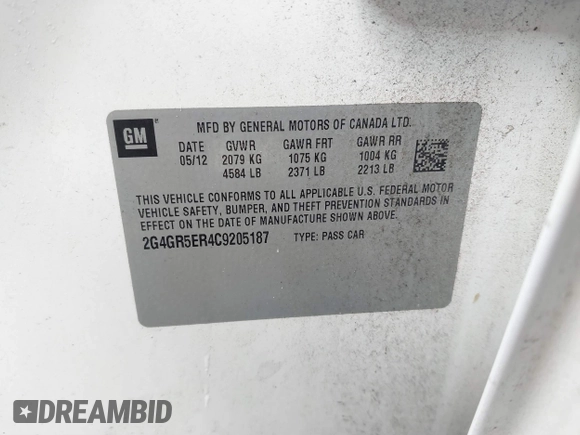 GM
MFD BY GENERAL MOTORS OF CANADA LTD.
DATE GVWR GAWR FRT GAWR RR
05/12 2079 KG 1075 KG 1004 KG
4584 LB 2371 LB 2213 LB
THIS VEHICLE CONFORMS TO ALL APPLICABLE U.S. FEDERAL MOTOR
VEHICLE SAFETY, BUMPER, AND THEFT PREVENTION STANDARDS IN
EFFECT ON THE DATE OF MANUFACTURE SHOWN ABOVE.
2G4GR5ER4C9205187 TYPE: PASS CAR
DREAMBID